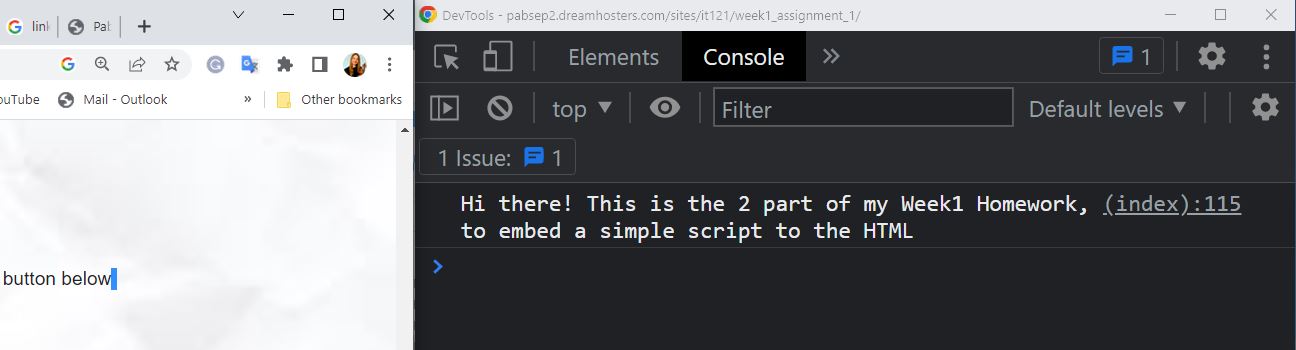 link
Pab
ouTube
Mail - Outlook
»
Other bookmarks
button below
DevTools - pabsep2.dreamhosters.com/sites/it121/week1_assignment_1/
Elements
Console
1
top
Filter
Default levels
1 Issue: 1
Hi there! This is the 2 part of my Week1 Homework, (index):115
to embed a simple script to the HTML